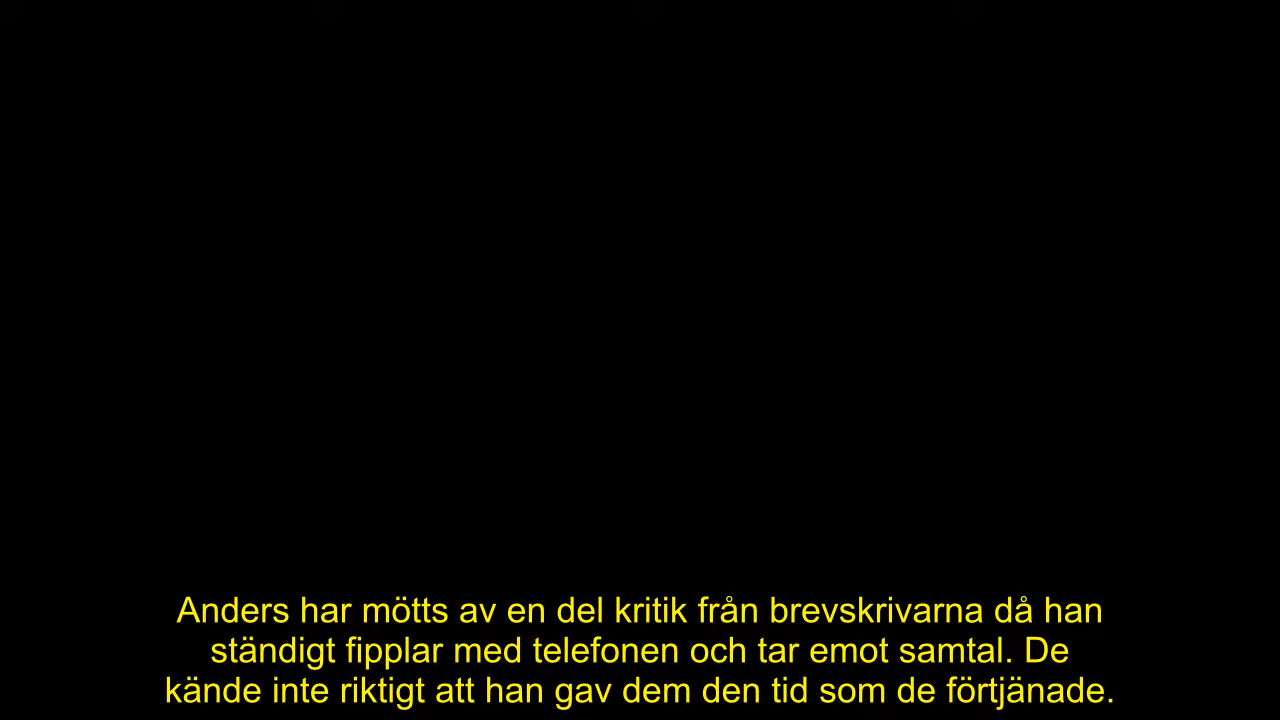 Anders har mötts av en del kritik från brevskrivarna då han
ständigt fipplar med telefonen och tar emot samtal. De
kände inte riktigt att han gav dem den tid som de förtjänade.